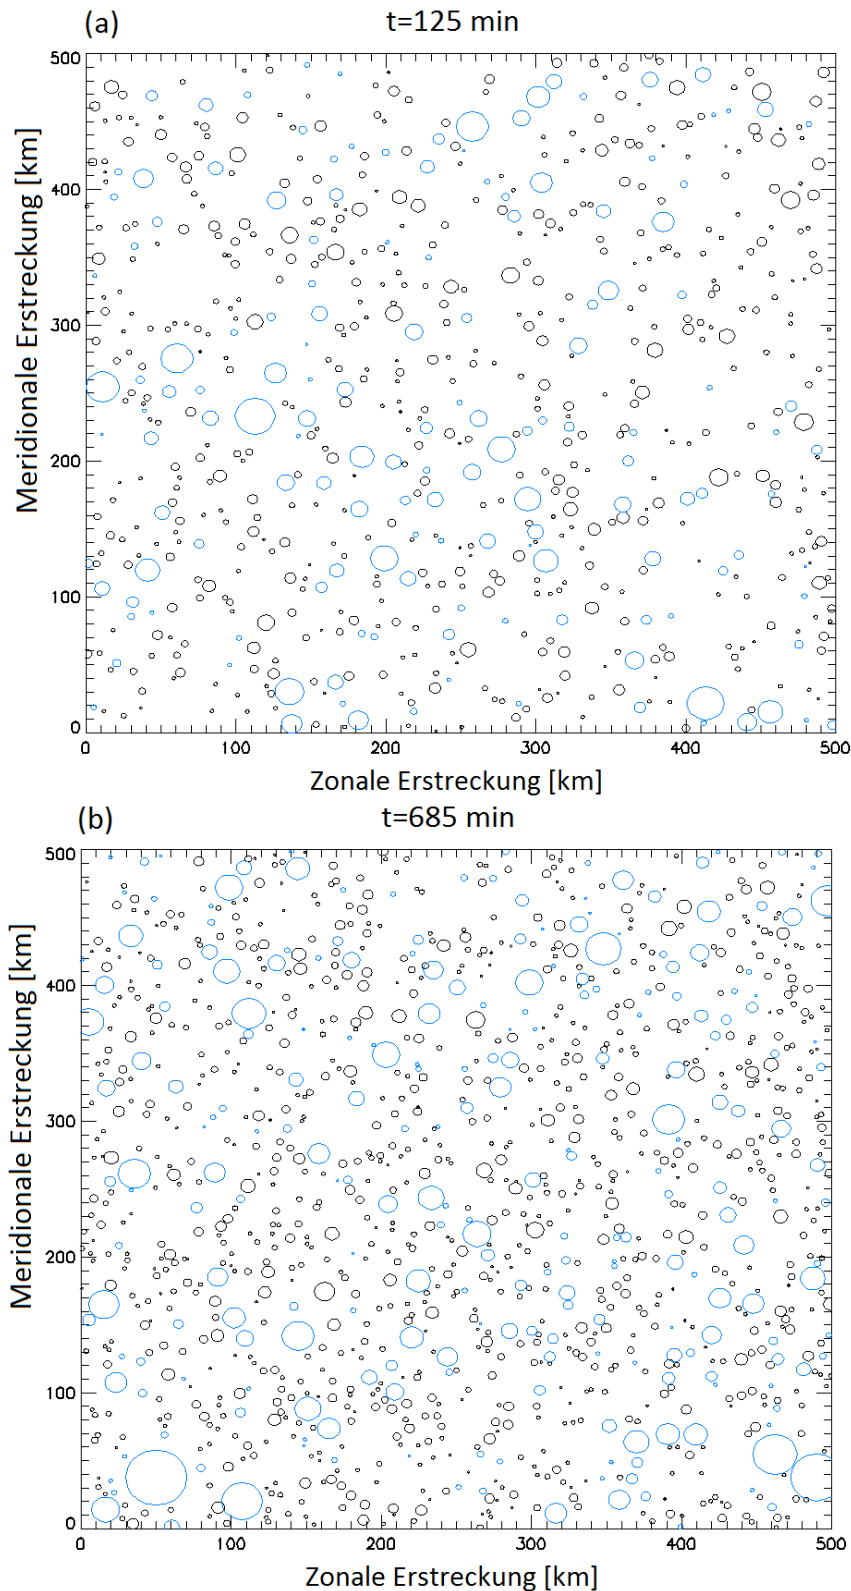 (a) t=125 min
500
400
300
200
100
0
0 100 200 300 400 500
Meridionale Erstreckung [km]
Zonale Erstreckung [km]
(b) t=685 min
500
400
300
200
100
0
0 100 200 300 400 500
Meridionale Erstreckung [km]
Zonale Erstreckung [km]